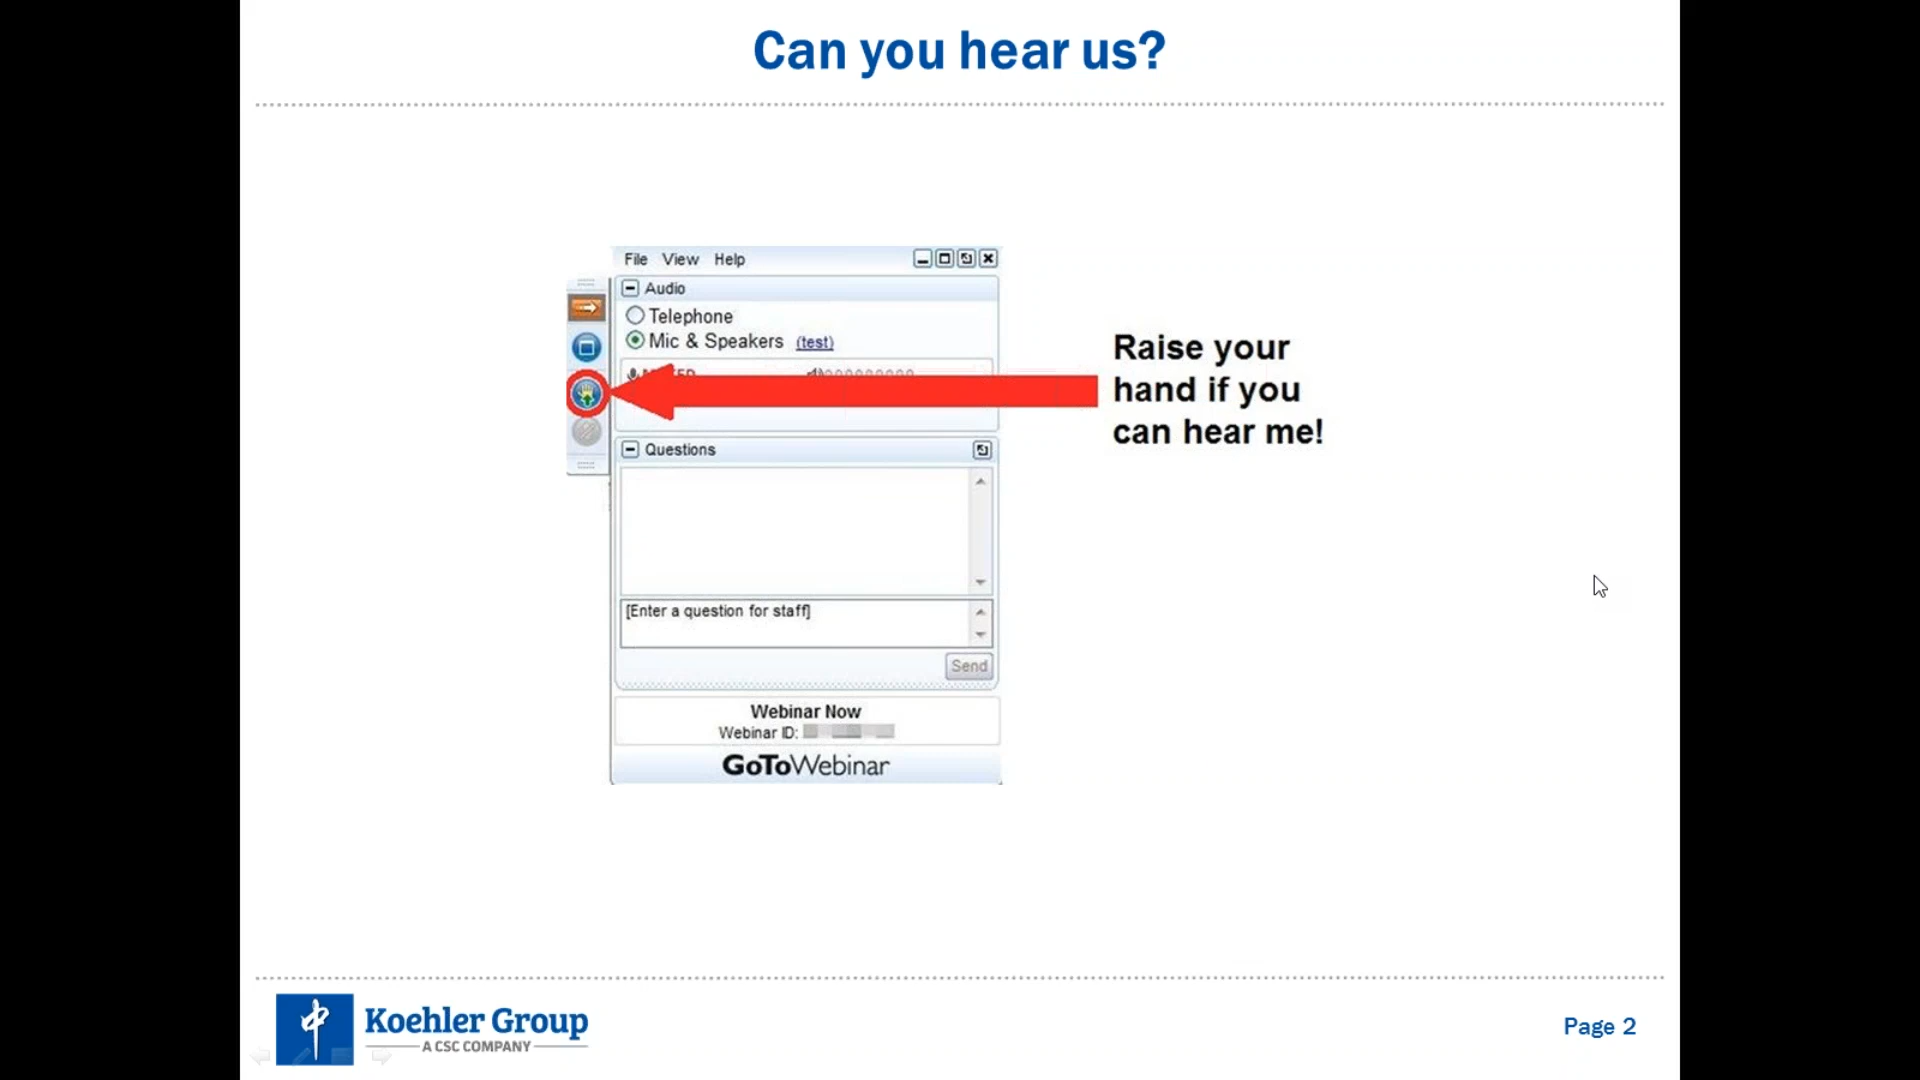 Can you hear us?
File View Help
Audio
Telephone
Mic & Speakers (test)
Raise your
hand if you
can hear me!
Questions
[Enter a question for staff]
Send
Webinar Now
Webinar ID:
GoToWebinar
Koehler Group
A CSC COMPANY
Page 2